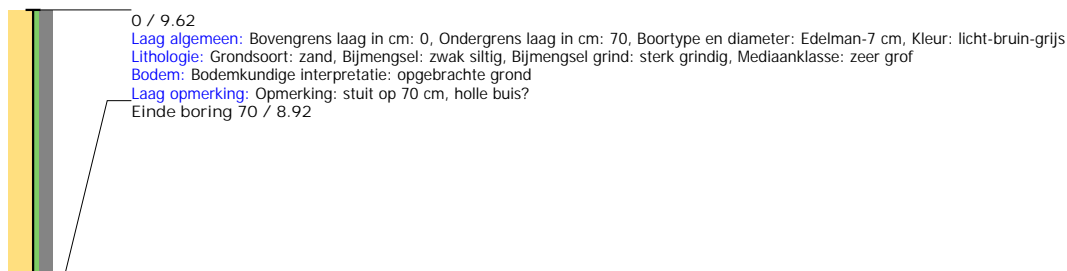 0 / 9.62
Laag algemeen: Bovengrens laag in cm: 0, Ondergrens laag in cm: 70, Boortype en diameter: Edelman-7 cm, Kleur: licht-bruin-grijs
Lithologie: Grondsoort: zand, Bijmengsel: zwak siltig, Bijmengsel grind: sterk grindig, Mediaanklasse: zeer grof
Bodem: Bodemkundige interpretatie: opgebrachte grond
Laag opmerking: Opmerking: stuit op 70 cm, holle buis?
Einde boring 70 / 8.92